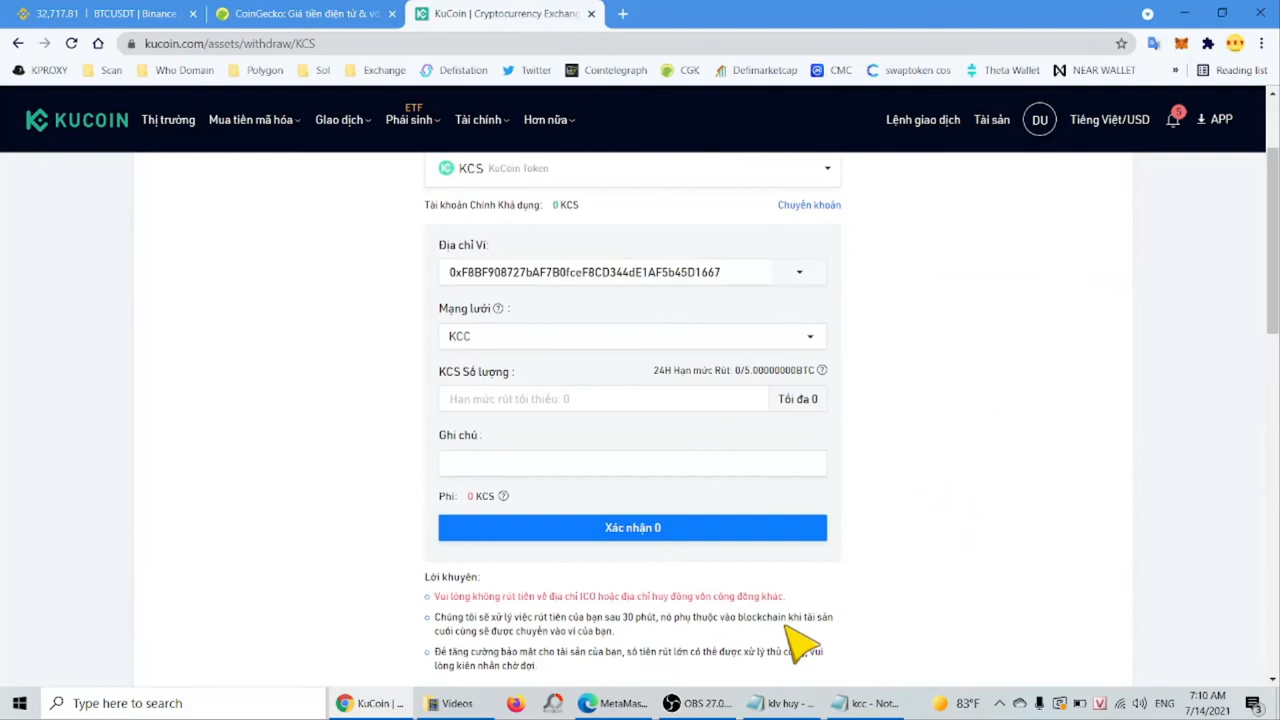 32,717.81 | BTCUSDT | Binance
CoinGecko: Giá tiền điện tử & vố
KuCoin | Cryptocurrency Exchang
kucoin.com/assets/withdraw/KCS
KPROXY
Scan
Who Domain
Polygon
Sol
Exchange
Defistation
Twitter
Cointelegraph
CGK
Defimarketcap
CMC
swaptoken cos
Theta Wallet
NEAR WALLET
»
Reading list
KUCOIN
Thị trường
Mua tiền mã hóa
Giao dịch
ETF
Phái sinh
Tài chính
Hơn nữa
Lệnh giao dịch
Tài sản
DU
Tiếng Việt/USD
5
APP
KCS KuCoin Token
Tài khoản Chính Khả dụng: 0 KCS
Chuyển khoản
Địa chỉ Ví:
0xF8BF908727bAF7B0fceF8CD344dE1AF5b45D1667
Mạng lưới :
KCC
KCS Số lượng :
24H Hạn mức Rút: 0/5.00000000BTC
Hạn mức rút tối thiểu: 0
Tối đa 0
Ghi chú :
Phí: 0 KCS
Xác nhận 0
Lời khuyên:
Vui lòng không rút tiền về địa chỉ ICO hoặc địa chỉ huy động vốn cộng đồng khác.
Chúng tôi sẽ xử lý việc rút tiền của bạn sau 30 phút, nó phụ thuộc vào blockchain khi tài sản
cuối cùng sẽ được chuyển vào ví của bạn.
Để tăng cường bảo mật cho tài sản của bạn, số tiền rút lớn có thể được xử lý thủ vui
lòng kiên nhẫn chờ đợi.
Type here to search
KuCoin | ...
Videos
MetaMas...
OBS 27.0...
klv huy - ...
kcc - Not...
83°F
ENG
7:10 AM
7/14/2021
3